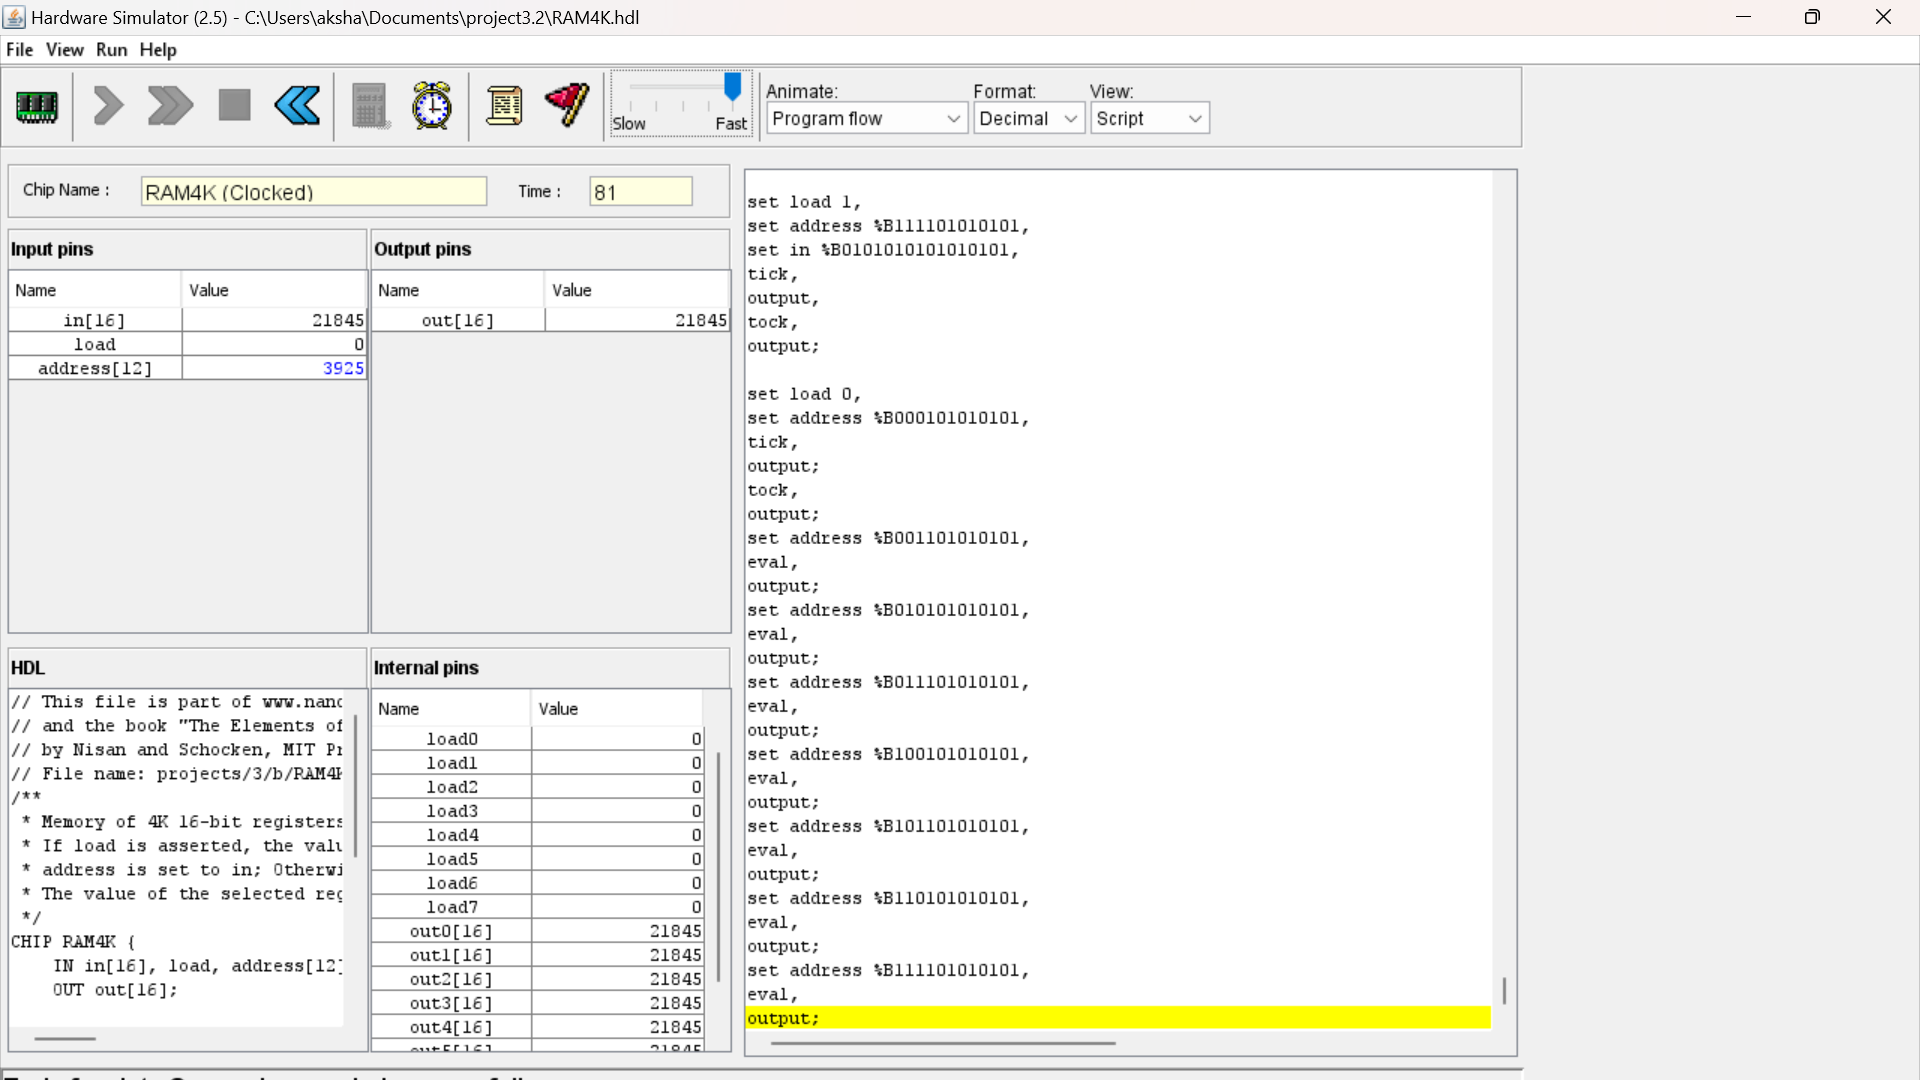 Hardware Simulator (2.5) - C:\Users\aksha\Documents\project3.2\RAM4K.hdl
File View Run Help
Slow Fast
Animate: Format: View:
Program flow Decimal Script
Chip Name : RAM4K (Clocked) Time : 81
Input pins
Name Value
in[16] 21845
load 0
address[12] 3925
Output pins
Name Value
out[16] 21845
HDL
// This file is part of www.nand
// and the book "The Elements of
// by Nisan and Schocken, MIT Pr
// File name: projects/3/b/RAM4K
/**
* Memory of 4K 16-bit registers
* If load is asserted, the valu
* address is set to in; Otherwi
* The value of the selected reg
*/
CHIP RAM4K {
IN in[16], load, address[12]
OUT out[16];
Internal pins
Name Value
load0 0
load1 0
load2 0
load3 0
load4 0
load5 0
load6 0
load7 0
out0[16] 21845
out1[16] 21845
out2[16] 21845
out3[16] 21845
out4[16] 21845
out5[16] 21845
set load 1,
set address %B111101010101,
set in %B0101010101010101,
tick,
output,
tock,
output;
set load 0,
set address %B000101010101,
tick,
output;
tock,
output;
set address %B001101010101,
eval,
output;
set address %B010101010101,
eval,
output;
set address %B011101010101,
eval,
output;
set address %B100101010101,
eval,
output;
set address %B101101010101,
eval,
output;
set address %B110101010101,
eval,
output;
set address %B111101010101,
eval,
output;